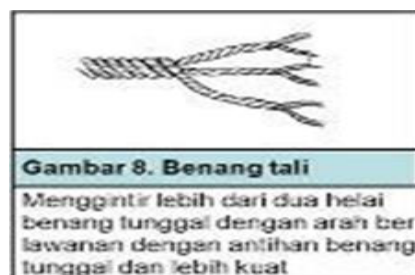 Gambar 8. Benang tali
Menggintir lebih dari dua helai
benang tunggal dengan arah ber
lawanan dengan antihan benang
tunggal dan lebih kuat